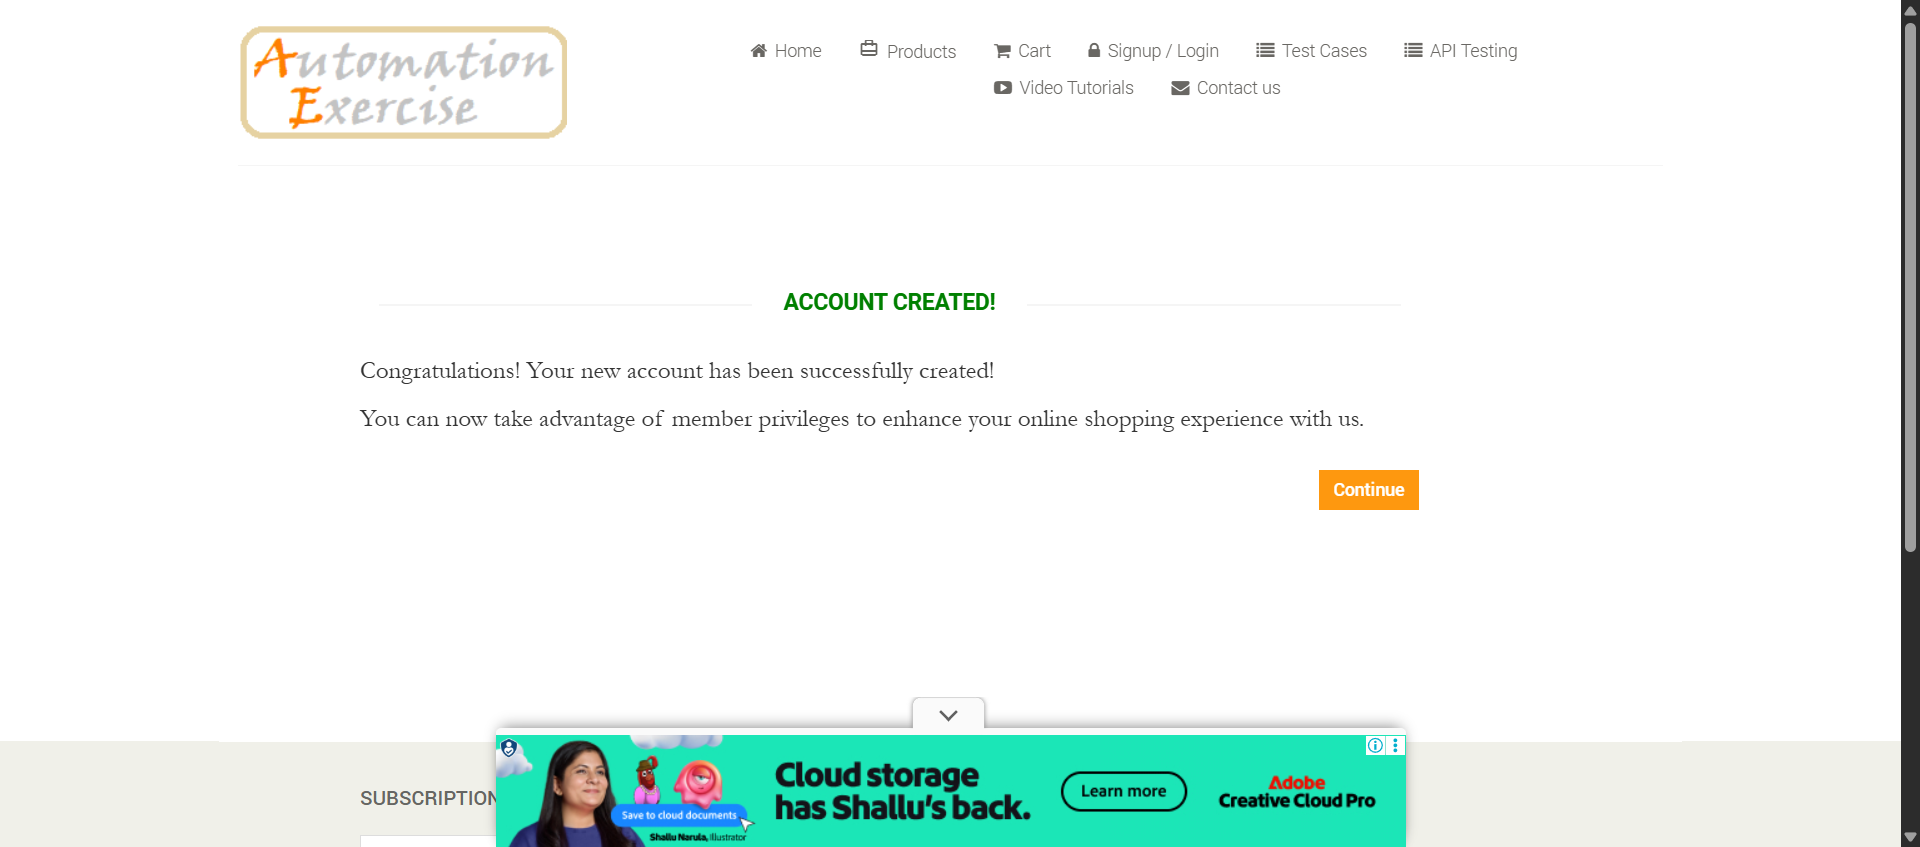 Automation
Exercise
Home
Products
Cart
Signup / Login
Test Cases
API Testing
Video Tutorials
Contact us
ACCOUNT CREATED!
Congratulations! Your new account has been successfully created!
You can now take advantage of member privileges to enhance your online shopping experience with us.
Continue
SUBSCRIPTION
Save to cloud documents
Shallu Narula, Illustrator
Cloud storage
has Shallu's back.
Learn more
Adobe
Creative Cloud Pro